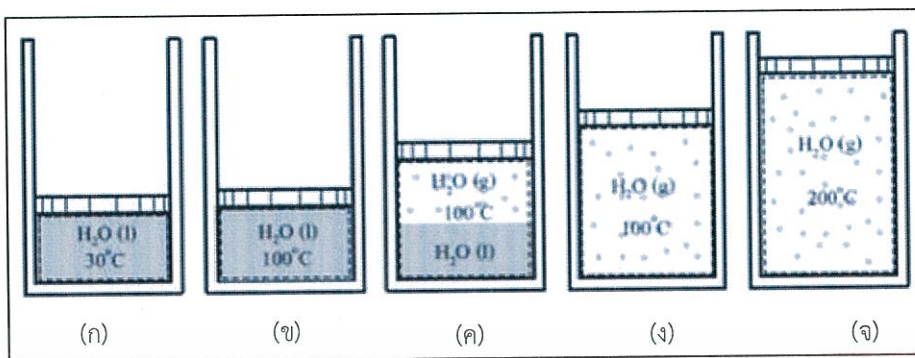 H₂O (l)
30°C
(ก)
H₂O (l)
100°C
(ข)
H₂O (g)
100°C
H₂O (l)
(ค)
H₂O (g)
100°C
(ง)
H₂O (g)
200°C
(จ)